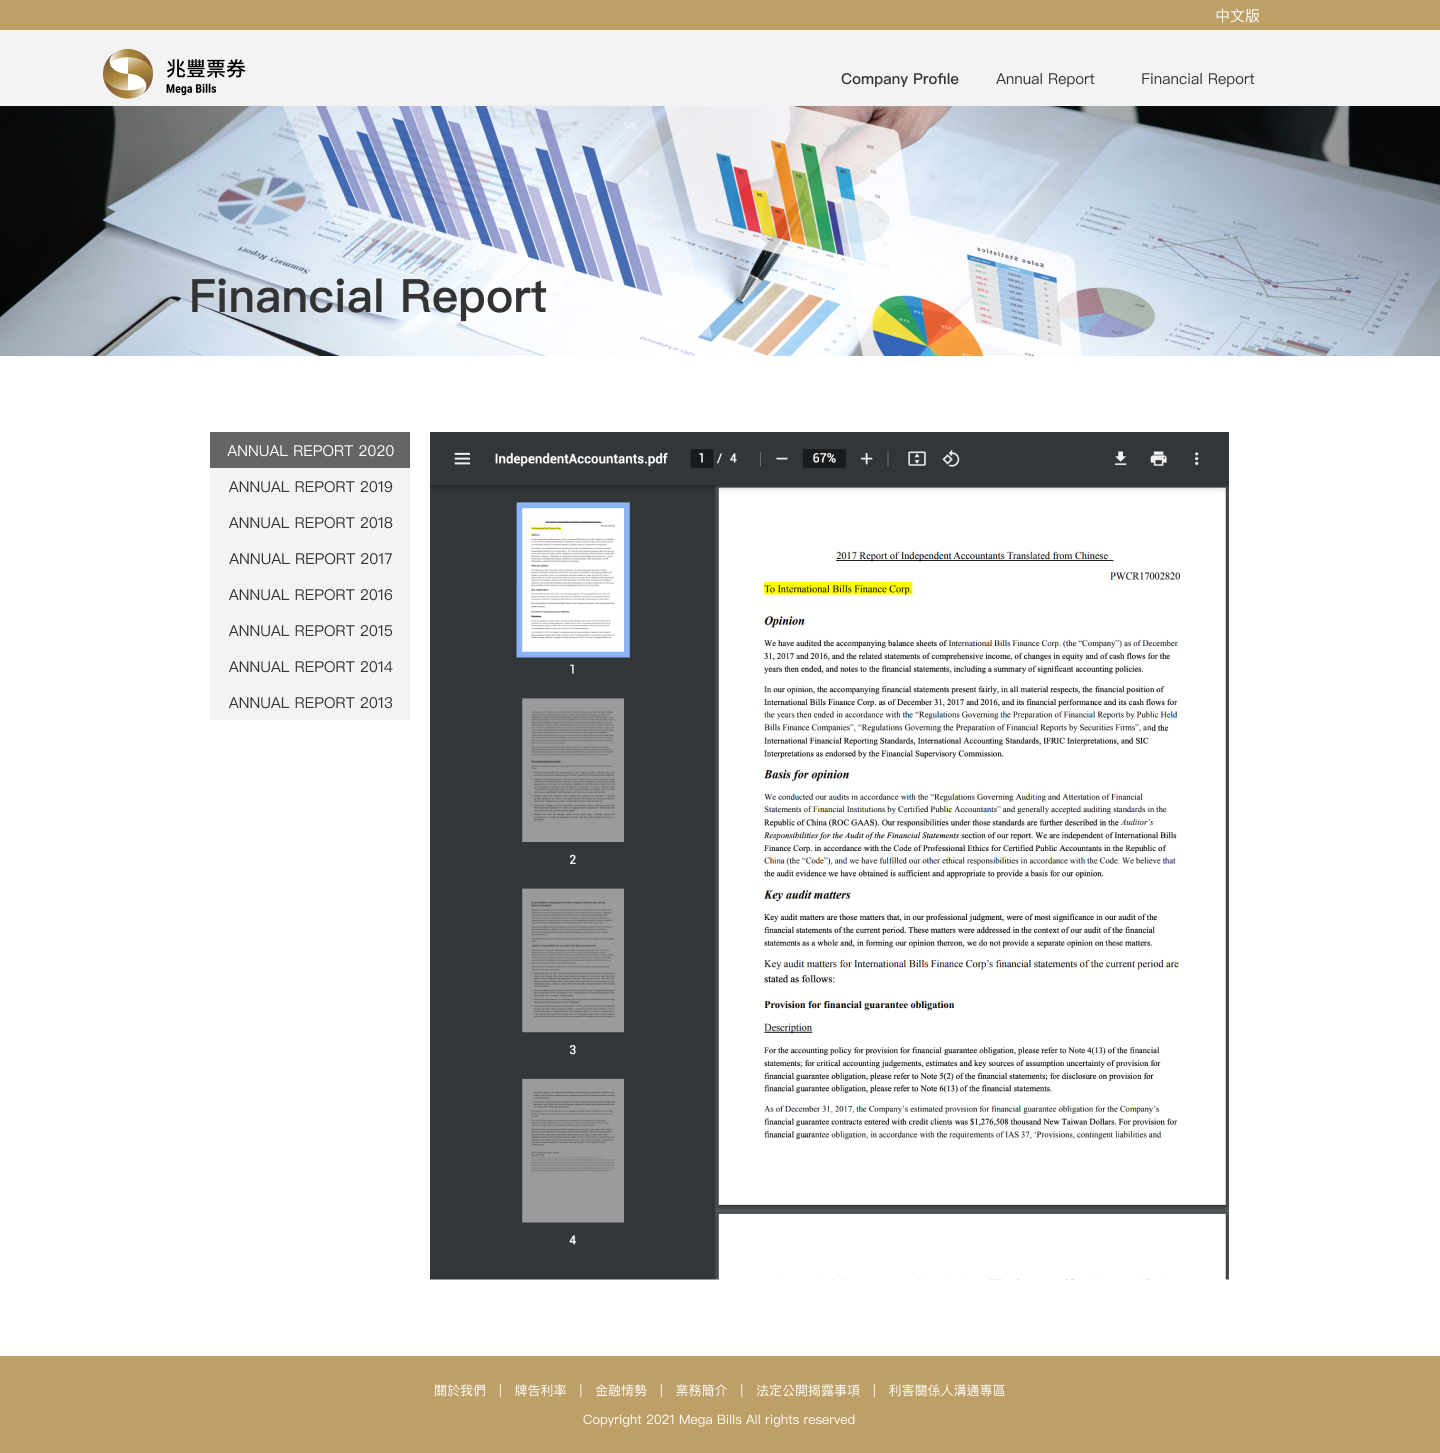 中文版
兆豐票券
Mega Bills
Company Profile
Annual Report
Financial Report
Summary Report
Sales Statistics
Financial Report
ANNUAL REPORT 2020
ANNUAL REPORT 2019
ANNUAL REPORT 2018
ANNUAL REPORT 2017
ANNUAL REPORT 2016
ANNUAL REPORT 2015
ANNUAL REPORT 2014
ANNUAL REPORT 2013
IndependentAccountants.pdf 1 / 4 67%
1
2
3
4
2017 Report of Independent Accountants Translated from Chinese
PWCR17002820
To International Bills Finance Corp.
Opinion
We have audited the accompanying balance sheets of International Bills Finance Corp. (the “Company”) as of December
31, 2017 and 2016, and the related statements of comprehensive income, of changes in equity and of cash flows for the
years then ended, and notes to the financial statements, including a summary of significant accounting policies.
In our opinion, the accompanying financial statements present fairly, in all material respects, the financial position of
International Bills Finance Corp. as of December 31, 2017 and 2016, and its financial performance and its cash flows for
the years then ended in accordance with the “Regulations Governing the Preparation of Financial Reports by Public Held
Bills Finance Companies”, “Regulations Governing the Preparation of Financial Reports by Securities Firms”, and the
International Financial Reporting Standards, International Accounting Standards, IFRIC Interpretations, and SIC
Interpretations as endorsed by the Financial Supervisory Commission.
Basis for opinion
We conducted our audits in accordance with the “Regulations Governing Auditing and Attestation of Financial
Statements of Financial Institutions by Certified Public Accountants” and generally accepted auditing standards in the
Republic of China (ROC GAAS). Our responsibilities under those standards are further described in the Auditor’s
Responsibilities for the Audit of the Financial Statements section of our report. We are independent of International Bills
Finance Corp. in accordance with the Code of Professional Ethics for Certified Public Accountants in the Republic of
China (the “Code”), and we have fulfilled our other ethical responsibilities in accordance with the Code. We believe that
the audit evidence we have obtained is sufficient and appropriate to provide a basis for our opinion.
Key audit matters
Key audit matters are those matters that, in our professional judgment, were of most significance in our audit of the
financial statements of the current period. These matters were addressed in the context of our audit of the financial
statements as a whole and, in forming our opinion thereon, we do not provide a separate opinion on these matters.
Key audit matters for International Bills Finance Corp’s financial statements of the current period are
stated as follows:
Provision for financial guarantee obligation
Description
For the accounting policy for provision for financial guarantee obligation, please refer to Note 4(13) of the financial
statements; for critical accounting judgements, estimates and key sources of assumption uncertainty of provision for
financial guarantee obligation, please refer to Note 5(2) of the financial statements; for disclosure on provision for
financial guarantee obligation, please refer to Note 6(13) of the financial statements.
As of December 31, 2017, the Company’s estimated provision for financial guarantee obligation for the Company’s
financial guarantee contracts entered with credit clients was $1,276,508 thousand New Taiwan Dollars. For provision for
financial guarantee obligation, in accordance with the requirements of IAS 37, ‘Provisions, contingent liabilities and
關於我們 | 牌告利率 | 金融情勢 | 業務簡介 | 法定公開揭露事項 | 利害關係人溝通專區
Copyright 2021 Mega Bills All rights reserved